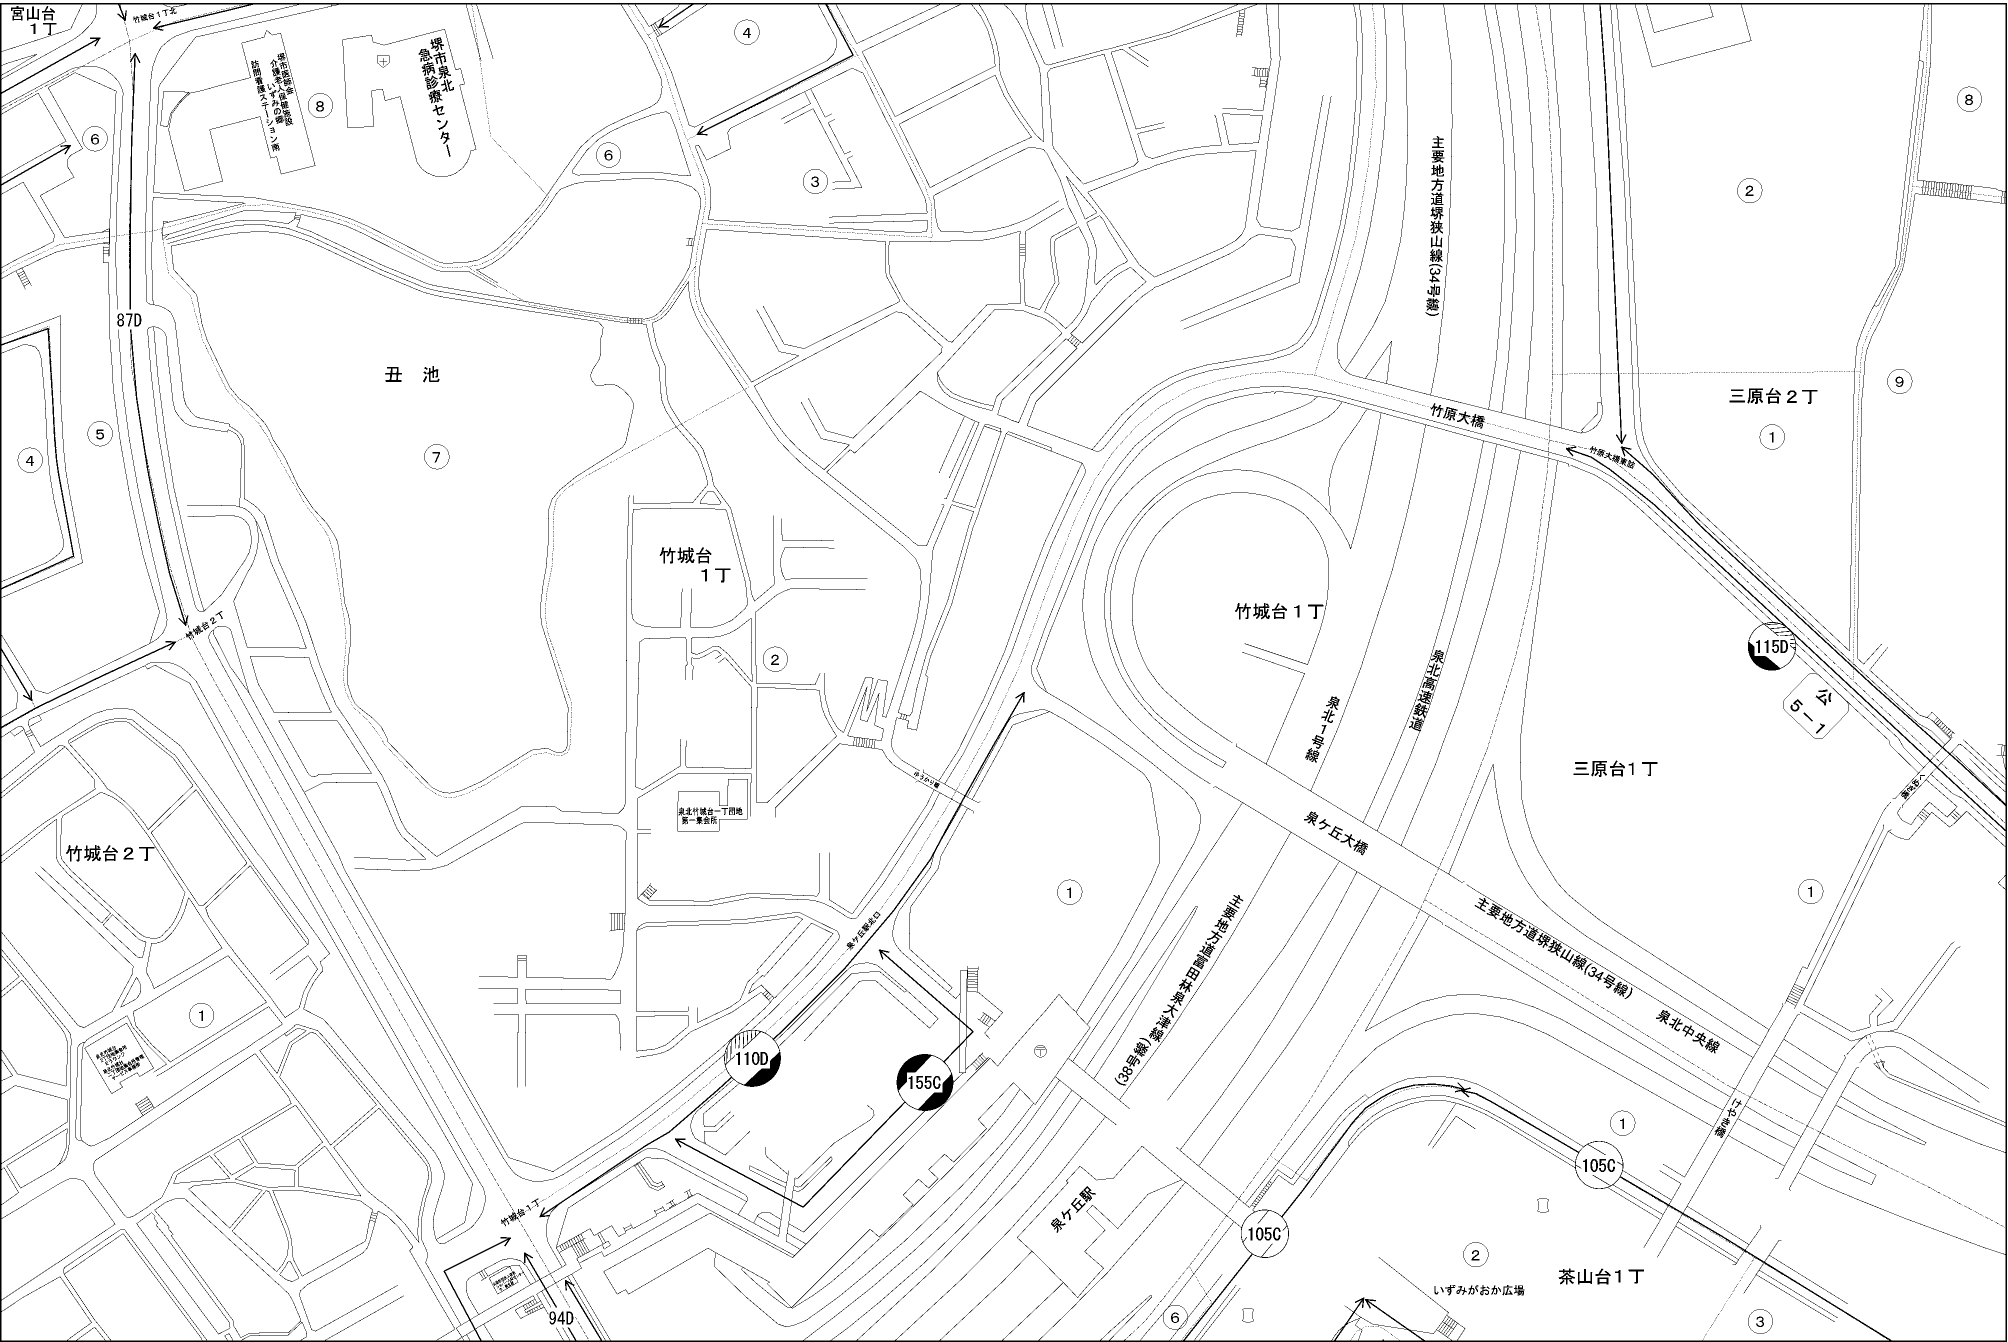 宮山台
1丁
竹城台1丁北
堺市医師会
介護老人保健施設
いずみの郷
訪問看護ステーション南
堺市泉北
急病診療センター
8
4
6
6
3
2
8
87D
丑池
7
5
4
竹城台2丁
竹城台
1丁
2
主要地方道堺狭山線(34号線)
竹原大橋
竹原大橋東詰
三原台2丁
1
9
竹城台1丁
泉北1号線
泉北高速鉄道
115D
公
5-1
三原台1丁
1
泉ケ丘大橋
主要地方道堺狭山線(34号線)
泉北中央線
主要地方道富田林泉大津線
(38号線)
ゆうかり橋
泉北竹城台一丁団地
第一集会所
竹城台2丁
1
1
泉ケ丘駅北口
110D
155C
竹城台1丁
94D
泉ケ丘駅
105C
105C
けやき橋
1
2
いずみがおか広場
茶山台1丁
6
3